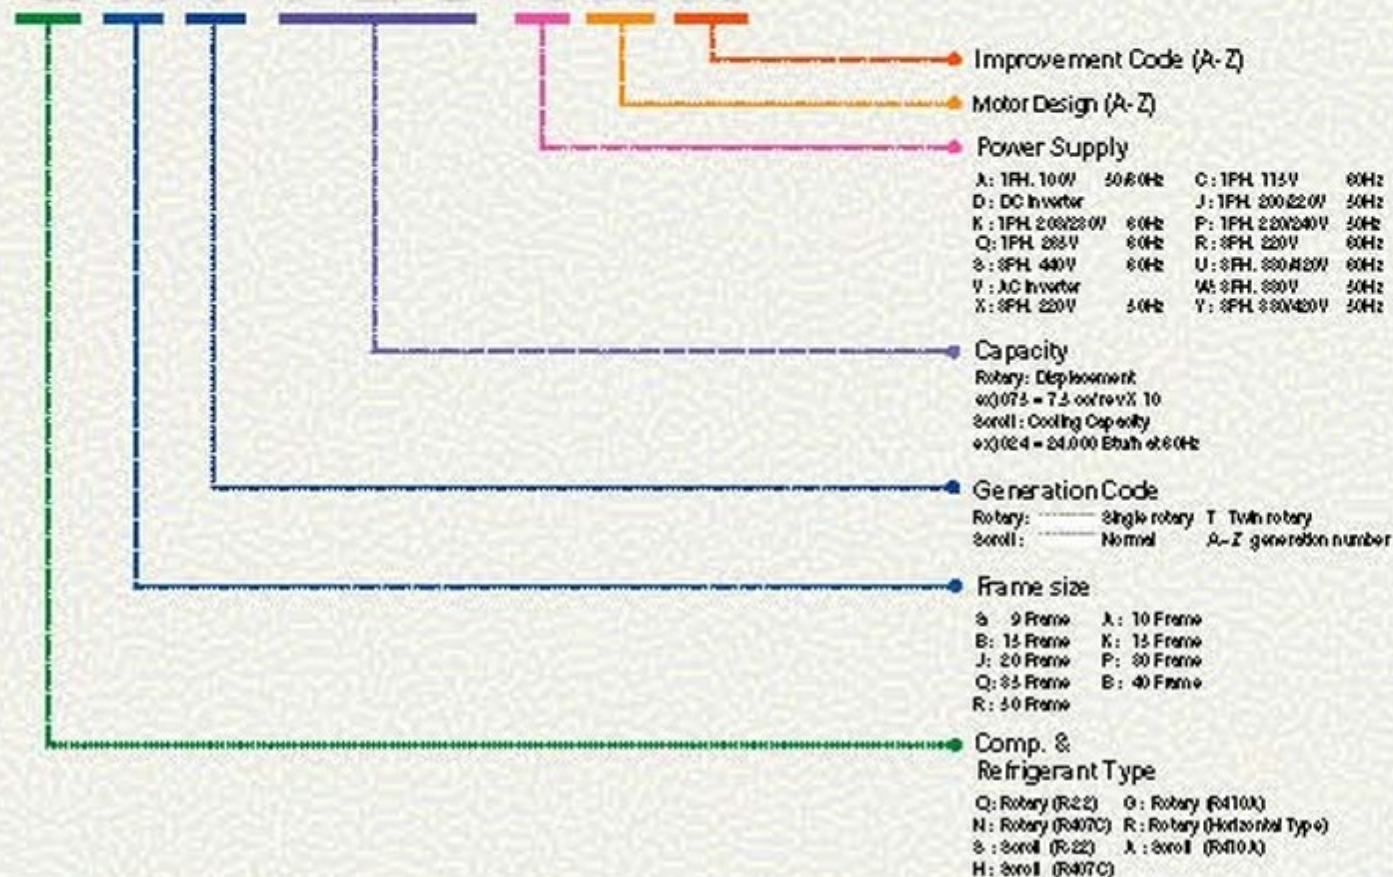 Improvement Code (A-Z)
Motor Design (A-Z)
Power Supply
A: 1PH. 100V 50/60Hz C: 1PH. 115V 60Hz
D: DC Inverter J: 1PH. 200/220V 50Hz
K: 1PH. 208/230V 60Hz P: 1PH. 220/240V 50Hz
Q: 1PH. 265V 60Hz R: 3PH. 220V 60Hz
S: 3PH. 440V 60Hz U: 3PH. 60Hz
V: AC Inverter W: 3PH. 380V 50Hz
X: 3PH. 220V 50Hz Y: 3PH. 380/420V 50Hz
Capacity
Rotary: Displacement
ex)075 = 7.5 cc/rev X 10
Scroll: Cooling Capacity
ex)024 = 24,000 Btu/h at 60Hz
Generation Code
Rotary: Single rotary T Twin rotary
Scroll: Normal A-Z generation number
Frame size
S 9 Frame A: 10 Frame
B: 15 Frame K: 15 Frame
J: 20 Frame P: 30 Frame
Q: 35 Frame B: 40 Frame
R: 50 Frame
Comp. &
Refrigerant Type
Q: Rotary (R-22) G: Rotary (R410A)
N: Rotary (R407C) R: Rotary (Horizontal Type)
S: Scroll (R-22) A: Scroll (R410A)
H: Scroll (R407C)